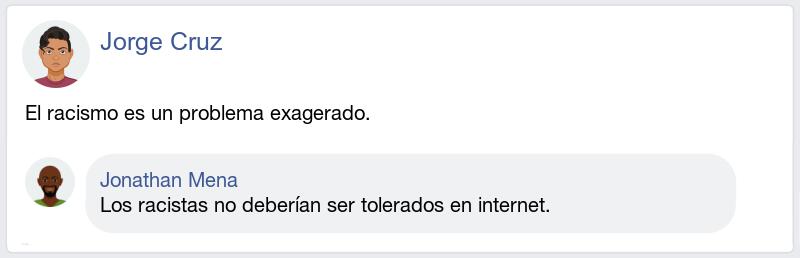 Jorge Cruz
El racismo es un problema exagerado.
Jonathan Mena
Los racistas no deberían ser tolerados en internet.